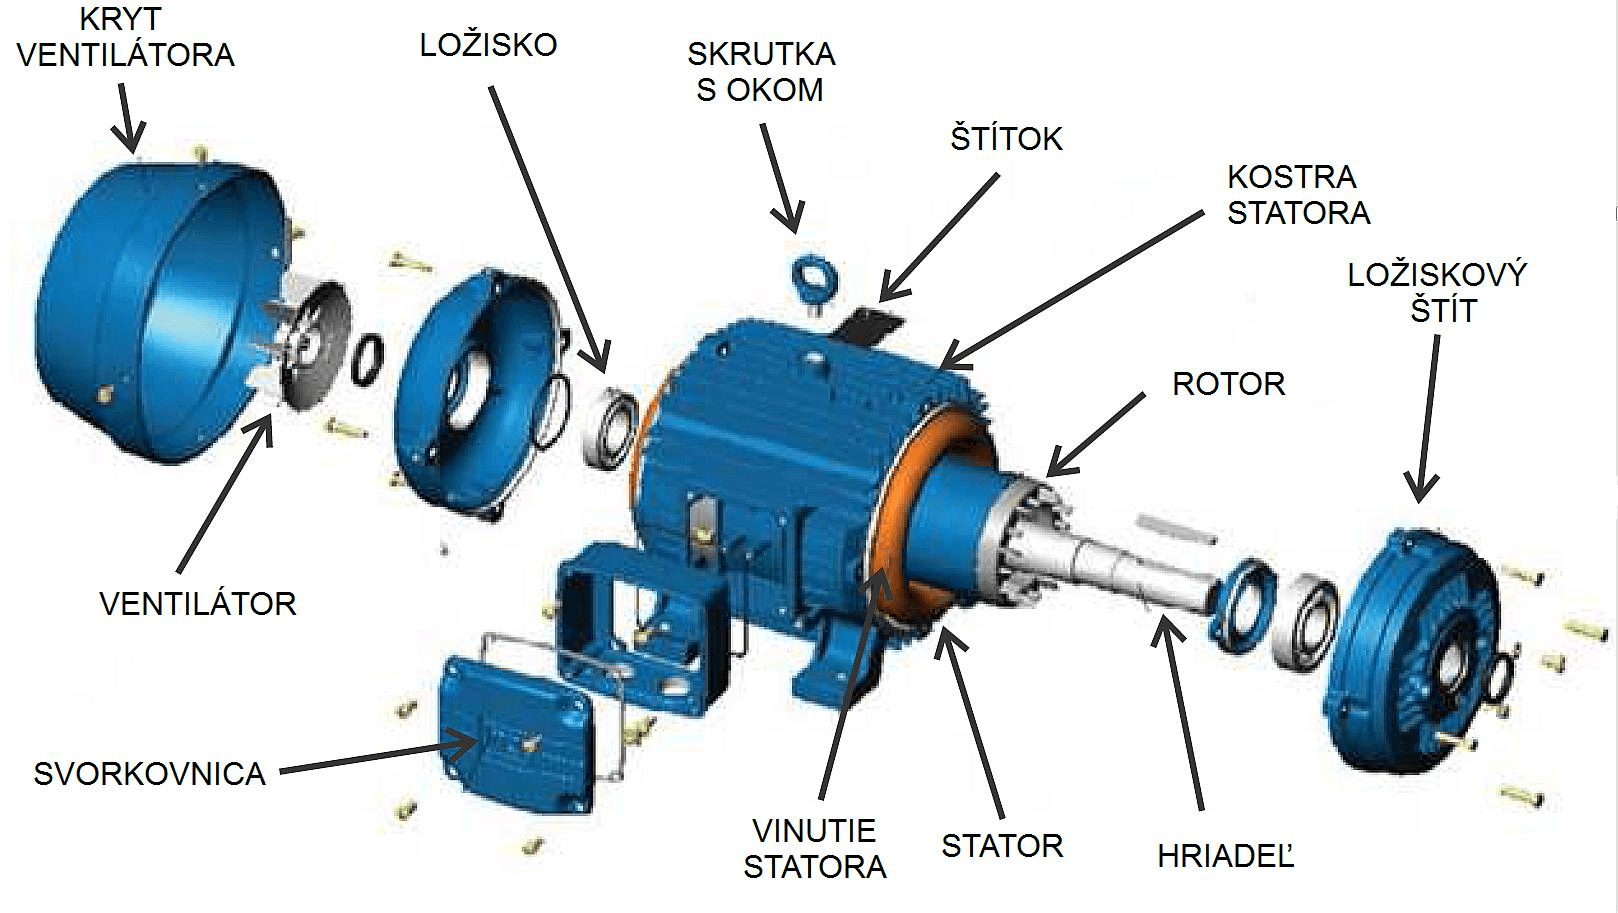 KRYT
VENTILÁTORA
LOŽISKO
SKRUTKA
S OKOM
ŠTÍTOK
KOSTRA
STATORA
LOŽISKOVÝ
ŠTÍT
ROTOR
VENTILÁTOR
SVORKOVNICA
VINUTIE
STATORA
STATOR
HRIADEĽ